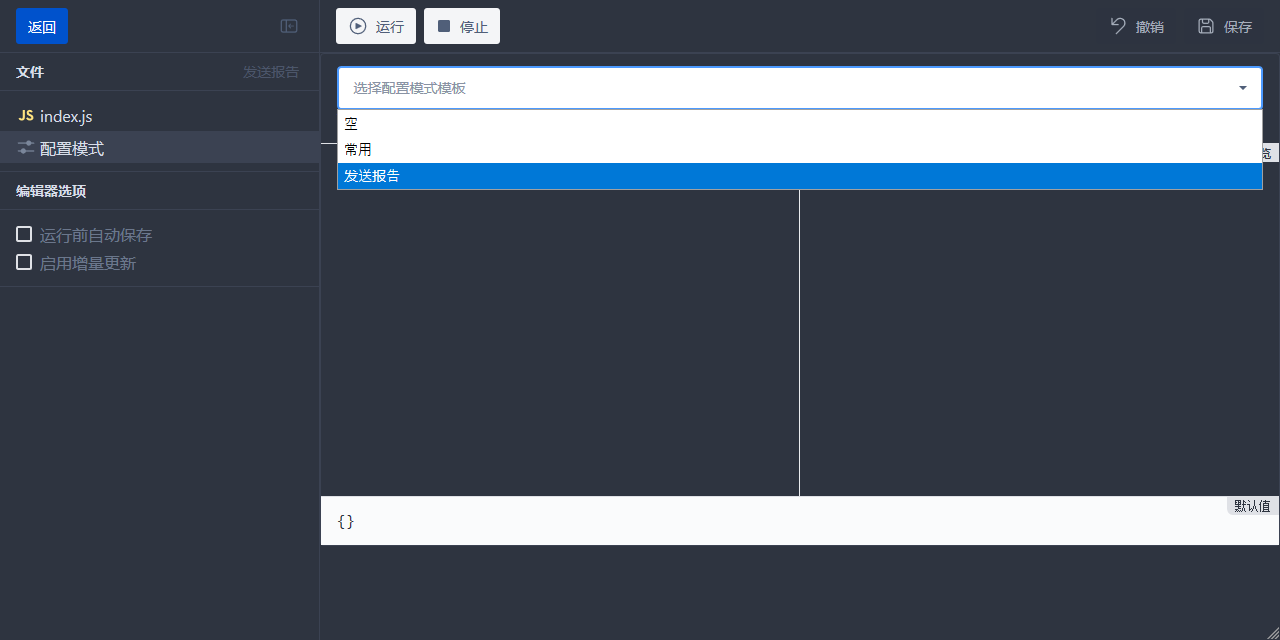 返回
运行
停止
撤销
保存
文件
发送报告
JS index.js
配置模式
编辑器选项
运行前自动保存
启用增量更新
选择配置模式模板
空
常用
发送报告
览
{}
默认值